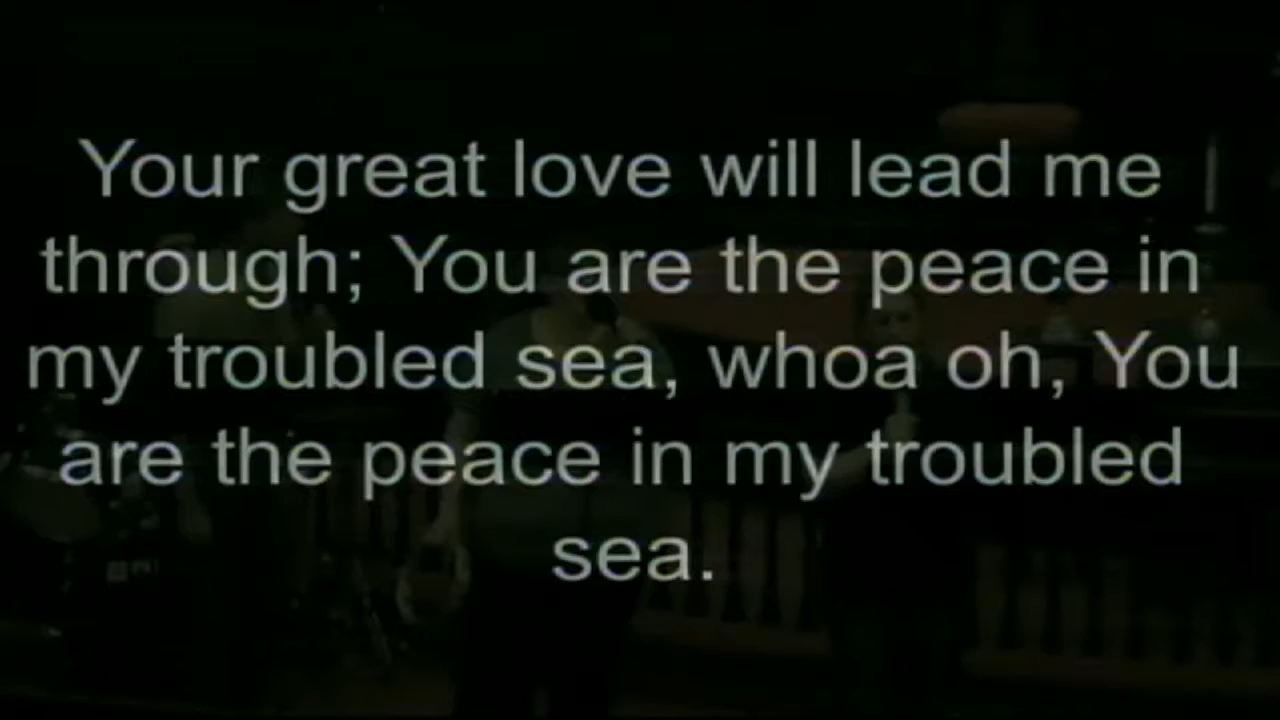 Your great love will lead me
through; You are the peace in
my troubled sea, whoa oh, You
are the peace in my troubled
sea.